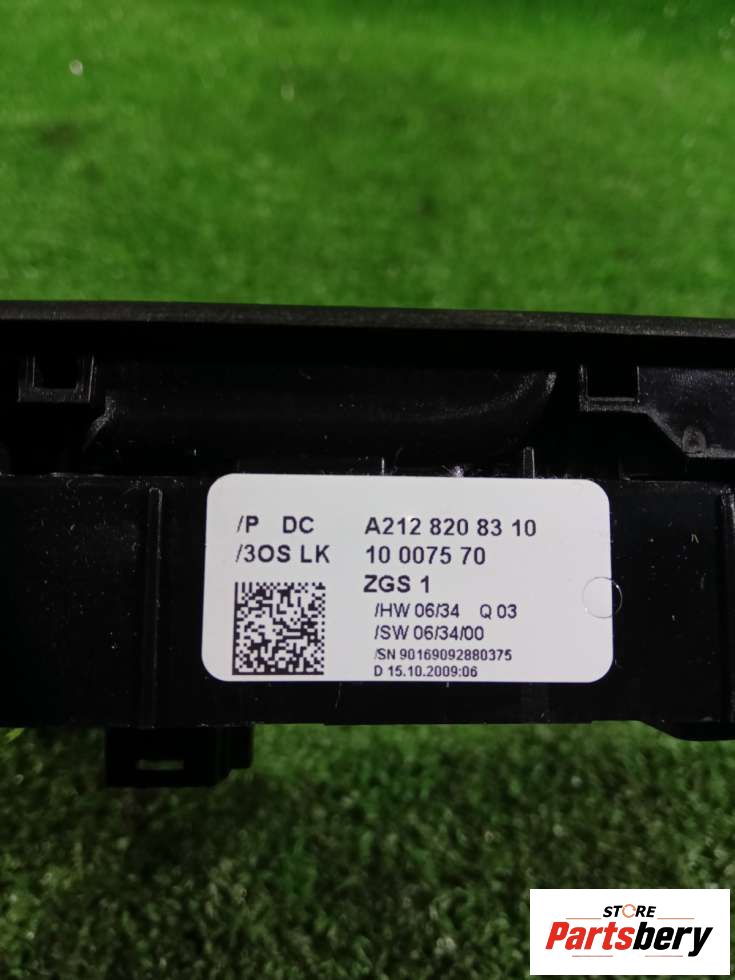 /P DC A212 820 83 10
/3OS LK 10 0075 70
ZGS 1
/HW 06/34 Q 03
/SW 06/34/00
/SN 90169092880375
D 15.10.2009:06
STORE
Partsbery